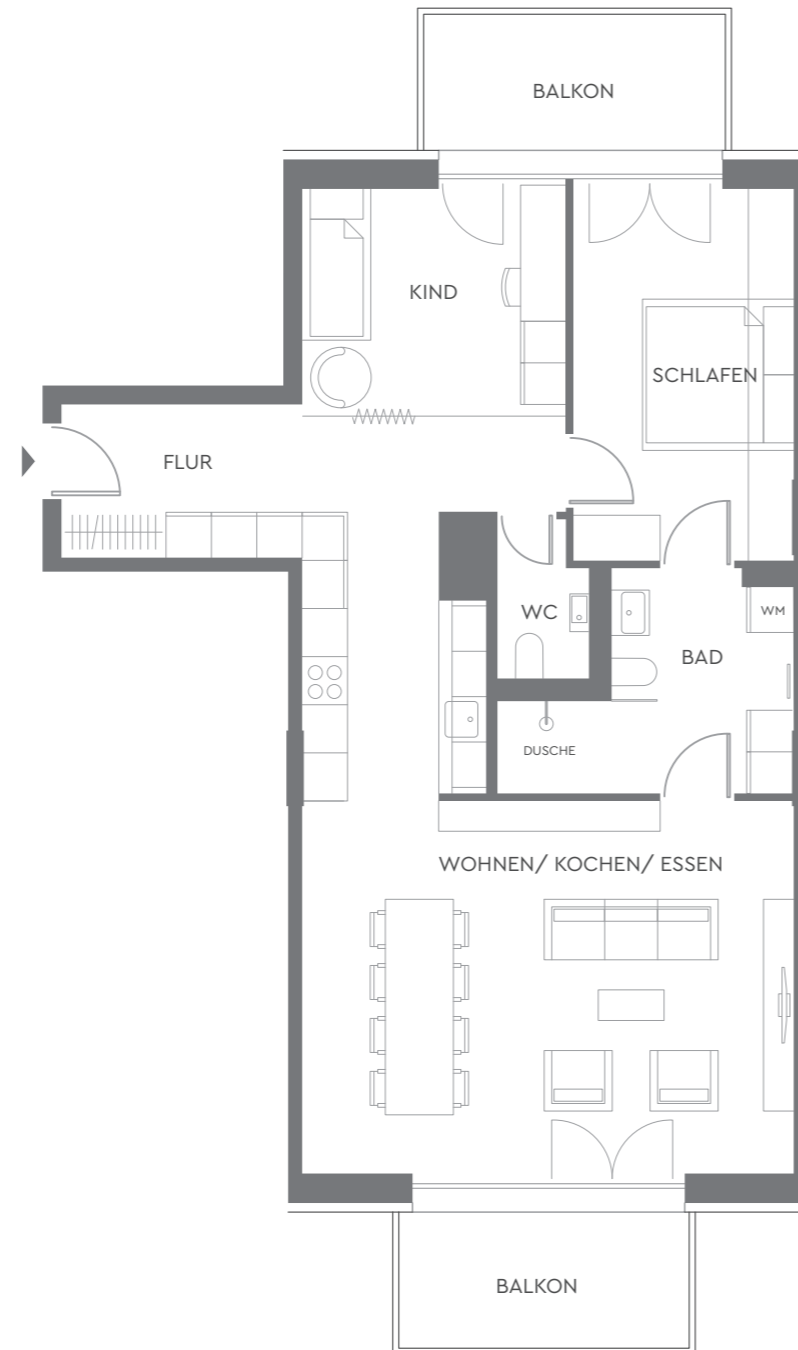 BALKON
KIND
SCHLAFEN
FLUR
WC
WM
BAD
DUSCHE
WOHNEN/ KOCHEN/ ESSEN
BALKON